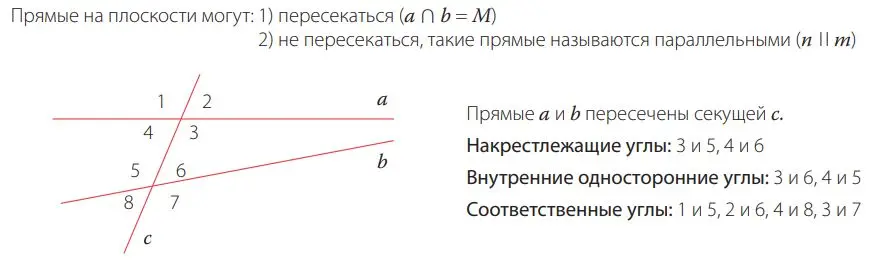 Прямые на плоскости могут: 1) пересекаться (a ∩ b = M)
2) не пересекаться, такие прямые называются параллельными (n || m)
1 2 a
4 3
b
5 6
8 7
c
Прямые a и b пересечены секущей c.
Накрестлежащие углы: 3 и 5, 4 и 6
Внутренние односторонние углы: 3 и 6, 4 и 5
Соответственные углы: 1 и 5, 2 и 6, 4 и 8, 3 и 7